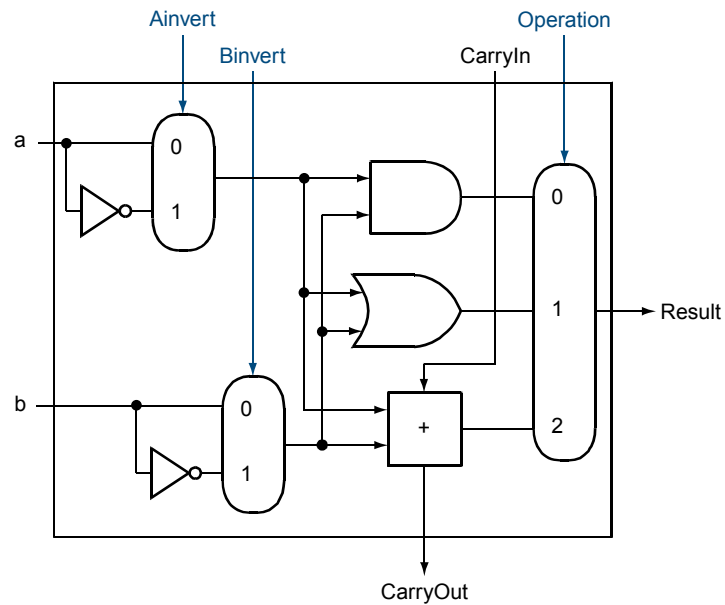 Ainvert
Operation
Binvert
CarryIn
a
0
1
0
1
Result
b
0
1
+
2
CarryOut